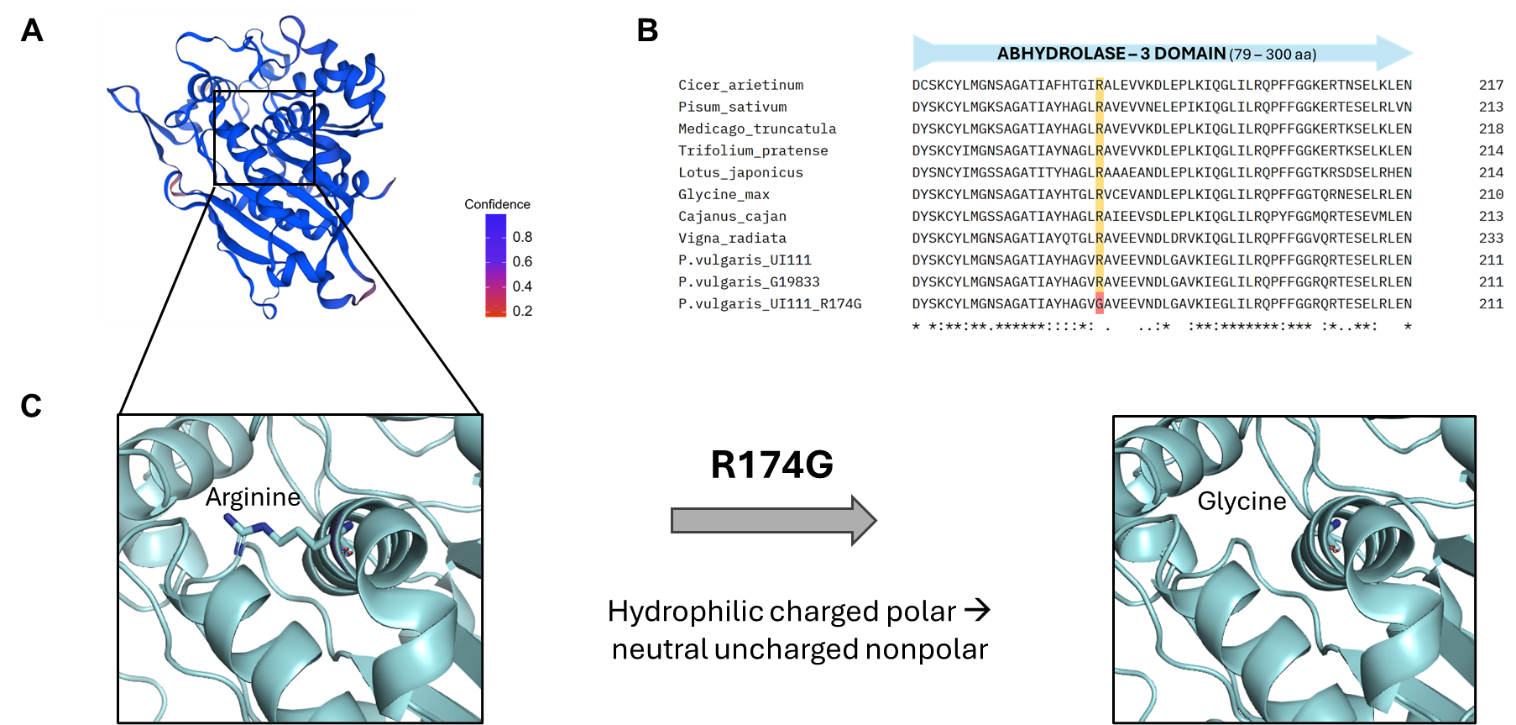 A
Confidence
0.8
0.6
0.4
0.2
B
ABHYDROLASE – 3 DOMAIN (79 – 300 aa)
Cicer_arietinum DCSKCYLMGNSAGATIAFHTGIRALEVVKDLEPLKIQGLILRQPFFGGKERTNSELKLEN 217
Pisum_sativum DYSKCYLMGKSAGATIAYHAGLRAVEVVNELEPIKIQGLILRQPFFGGKERTESELRLVN 213
Medicago_truncatula DYSKCYLMGKSAGATIAYHAGLRAVEVVKDLEPLKIQGLILRQPFFGGKERTKSELKLEN 218
Trifolium_pratense DYSKCYIMGNSAGATIAYNAGLRAVEVVKDLEPLKIQGLILRQPFFGGKERTKSELKLEN 214
Lotus_japonicus DYSNCYIMGSSAGATITYHAGLRAAAEANDLEPLKIQGLILRQPFFGGTKRSDSELRHEN 214
Glycine_max DYSKCYLMGNSAGATIAYHTGLRVCEVANDLEPLKIQGLILRQPFFGGTQRNESELRLEN 210
Cajanus_cajan DYSKCYLMGSSAGATIAYHAGLRAIEEVSDLEPLKIQGLILRQPYFGGMQRTESEVMLEN 213
Vigna_radiata DYSKCYLMGNSAGATIAYQTGLRAVEEVNDLDRVKIQGLILRQPFFGGVQRTESELRLEN 233
P.vulgaris_UI111 DYSKCYLMGNSAGATIAYHAGVRAVEEVNDLGAVKIEGLILRQPFFGGRQRTESELRLEN 211
P.vulgaris_G19833 DYSKCYLMGNSAGATIAYHAGVRAVEEVNDLGAVKIEGLILRQPFFGGRQRTESELRLEN 211
P.vulgaris_UI111_R174G DYSKCYLMGNSAGATIAYHAGVGAVEEVNDLGAVKIEGLILRQPFFGGRQRTESELRLEN 211
* *:**:**.******::::*: .   ..:*  :**:*******:*** :*..**:  *
C
Arginine
R174G
Hydrophilic charged polar →
neutral uncharged nonpolar
Glycine